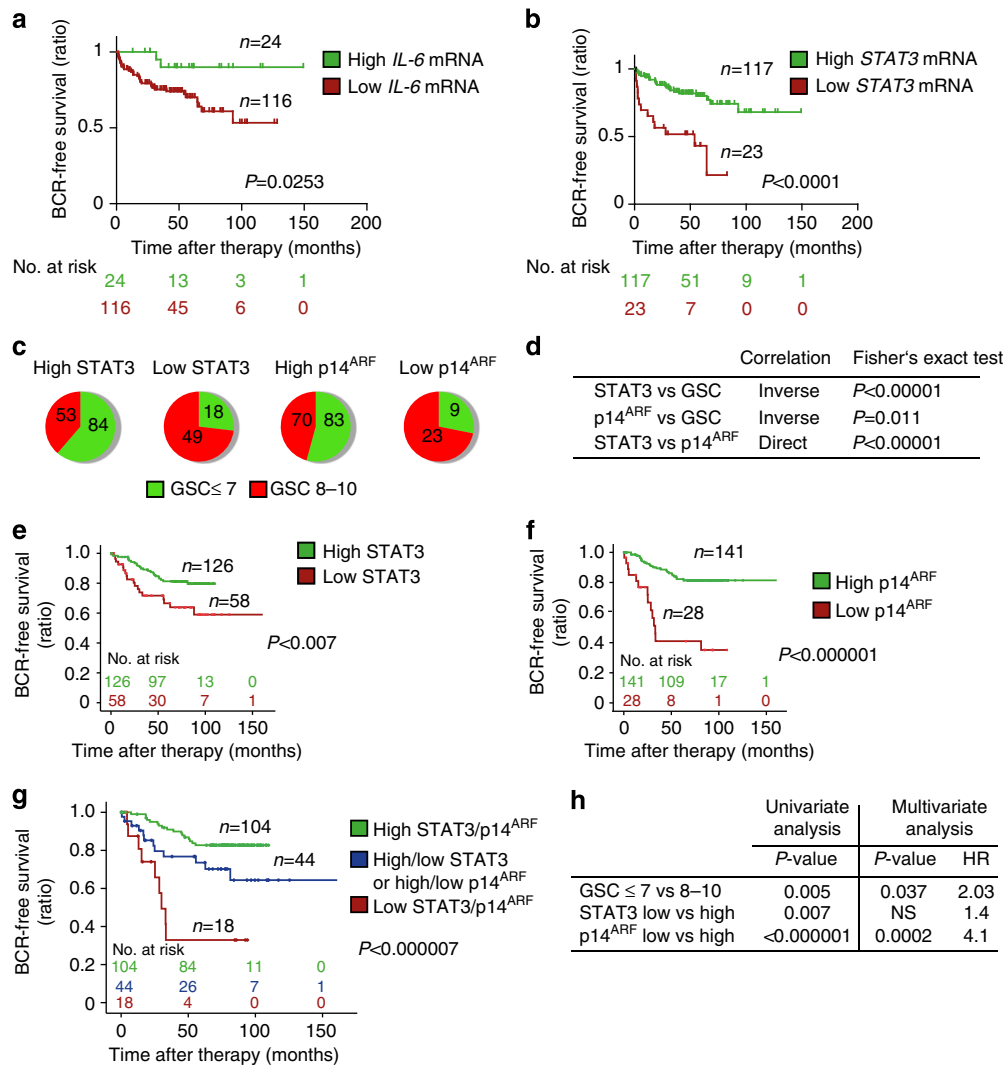 a
BCR-free survival (ratio)
1
0.5
0
n=24
n=116
P=0.0253
High IL-6 mRNA
Low IL-6 mRNA
0 50 100 150 200
Time after therapy (months)
No. at risk
24 13 3 1
116 45 6 0
b
BCR-free survival (ratio)
1
0.5
0
n=117
n=23
P<0.0001
High STAT3 mRNA
Low STAT3 mRNA
0 50 100 150 200
Time after therapy (months)
No. at risk
117 51 9 1
23 7 0 0
c
High STAT3 Low STAT3 High p14ARF Low p14ARF
53 84
18 49
70 83
9 23
GSC≤ 7 GSC 8–10
d
Correlation Fisher‘s exact test
STAT3 vs GSC Inverse P<0.00001
p14ARF vs GSC Inverse P=0.011
STAT3 vs p14ARF Direct P<0.00001
e
BCR-free survival
(ratio)
1.0
0.8
0.6
0.4
0.2
0
n=126
n=58
High STAT3
Low STAT3
P<0.007
No. at risk
126 97 13 0
58 30 7 1
0 50 100 150
Time after therapy (months)
f
BCR-free survival
(ratio)
1.0
0.8
0.6
0.4
0.2
0
n=141
n=28
High p14ARF
Low p14ARF
P<0.000001
No. at risk
141 109 17 1
28 8 1 0
0 50 100 150
Time after therapy (months)
g
BCR-free survival
(ratio)
1.0
0.8
0.6
0.4
0.2
0
n=104
n=44
n=18
High STAT3/p14ARF
High/low STAT3
or high/low p14ARF
Low STAT3/p14ARF
P<0.000007
No. at risk
104 84 11 0
44 26 7 1
18 4 0 0
0 50 100 150
Time after therapy (months)
h
Univariate analysis Multivariate analysis
P-value P-value HR
GSC ≤ 7 vs 8–10 0.005 0.037 2.03
STAT3 low vs high 0.007 NS 1.4
p14ARF low vs high <0.000001 0.0002 4.1